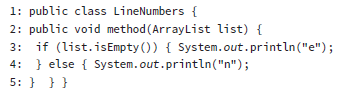 1: public class LineNumbers {
2: public void method(ArrayList list) {
3: if (list.isEmpty()) { System.out.println("e");
4: } else { System.out.println("n");
5: } } }